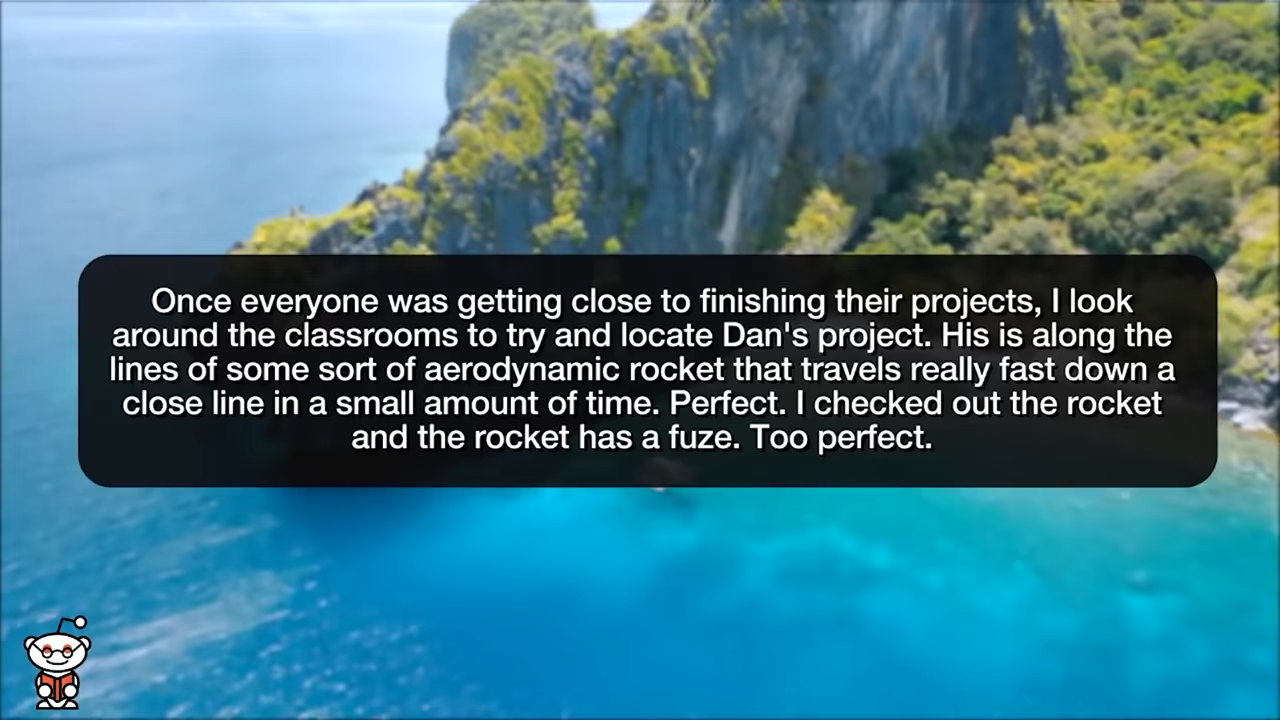 Once everyone was getting close to finishing their projects, I look
around the classrooms to try and locate Dan's project. His is along the
lines of some sort of aerodynamic rocket that travels really fast down a
close line in a small amount of time. Perfect. I checked out the rocket
and the rocket has a fuze. Too perfect.